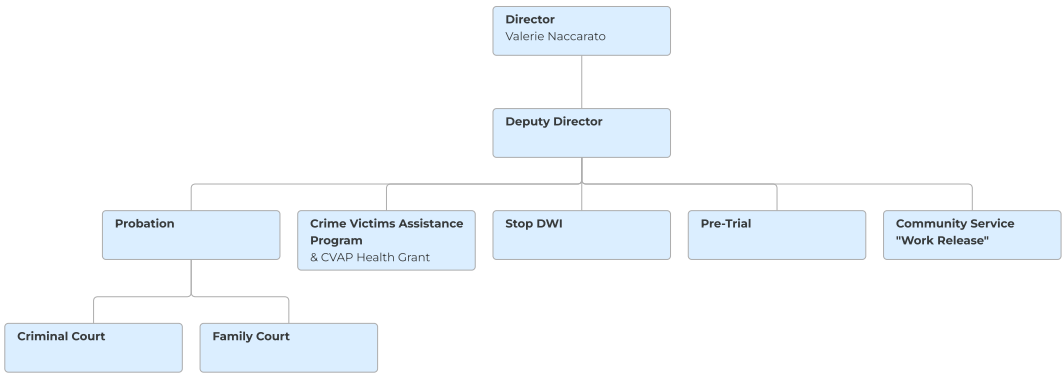 Director
Valerie Naccarato
Deputy Director
Probation
Crime Victims Assistance
Program
& CVAP Health Grant
Stop DWI
Pre-Trial
Community Service
"Work Release"
Criminal Court
Family Court